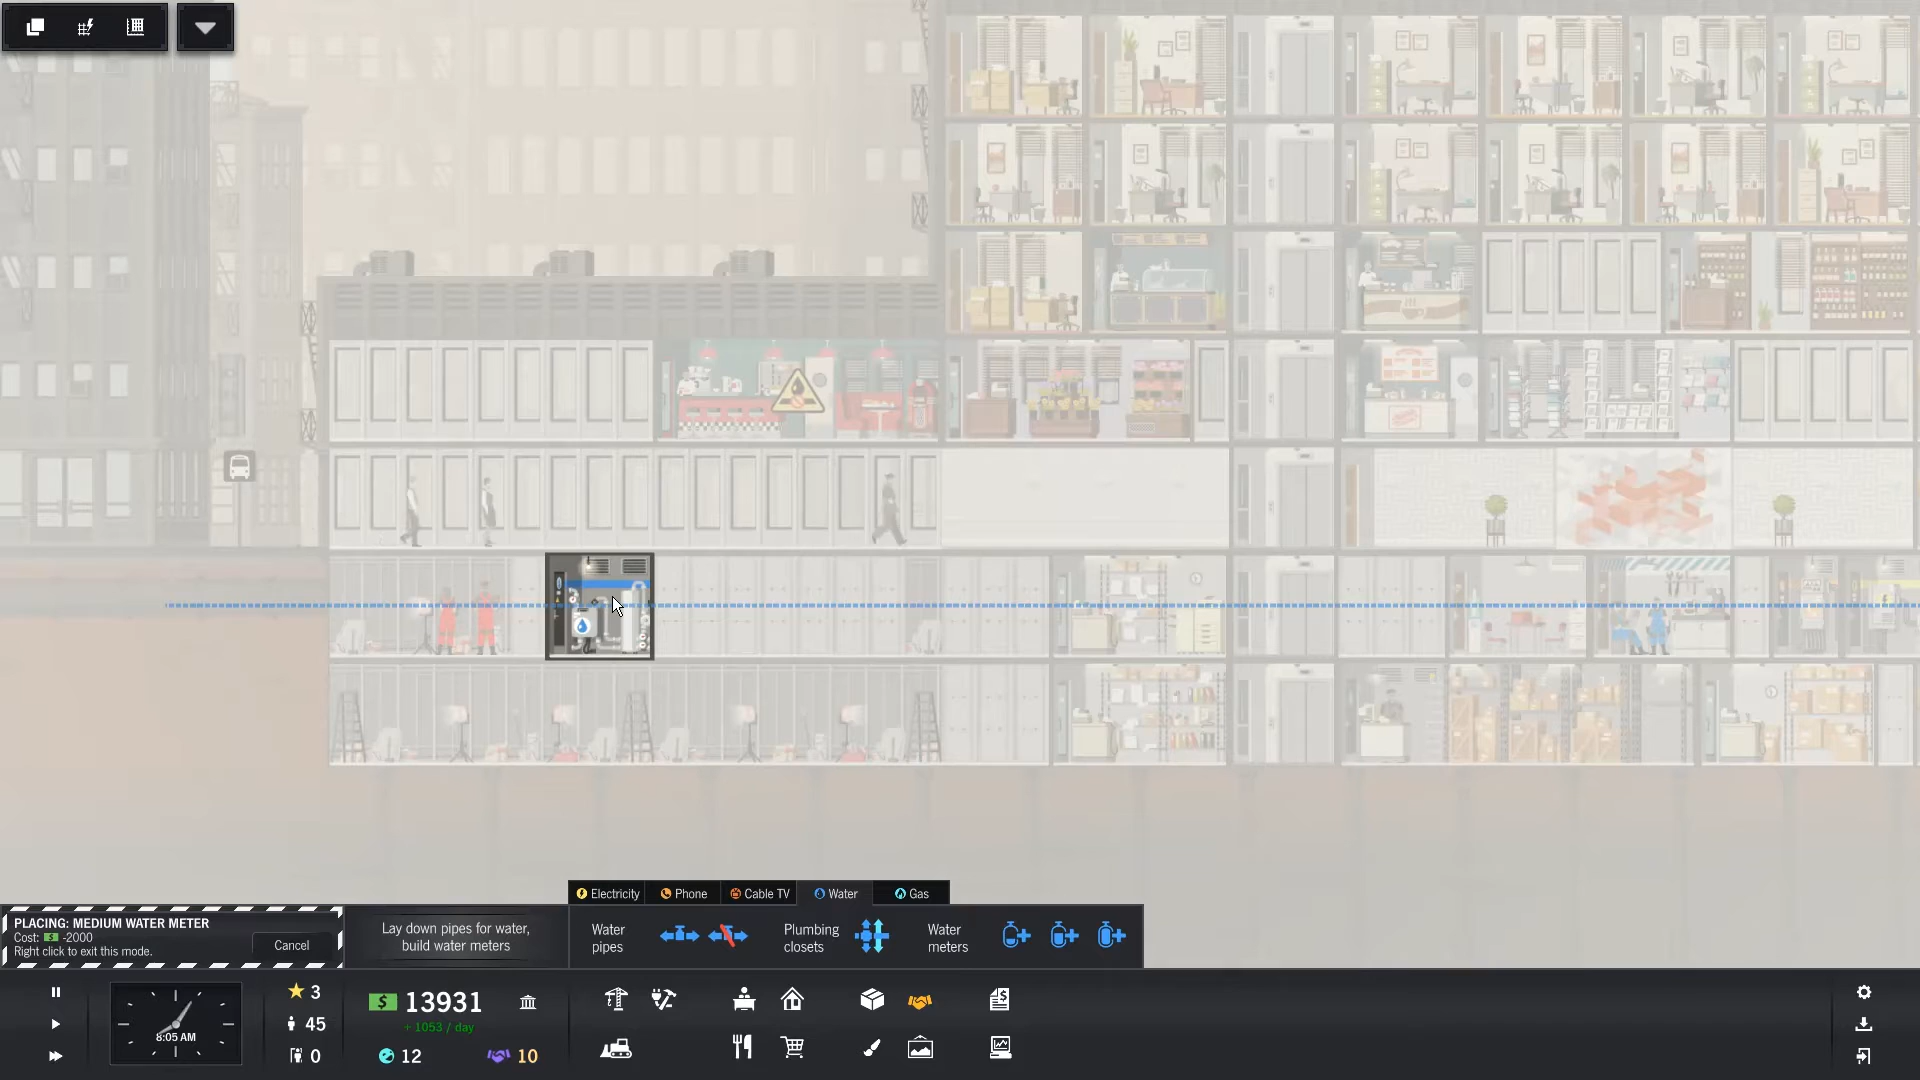 Electricity
Phone
Cable TV
Water
Gas
PLACING: MEDIUM WATER METER
Cost: $ -2000
Right click to exit this mode.
Cancel
Lay down pipes for water,
build water meters
Water
pipes
Plumbing
closets
Water
meters
8:05 AM
3
45
0
$ 13931
+ 1053 / day
12
10